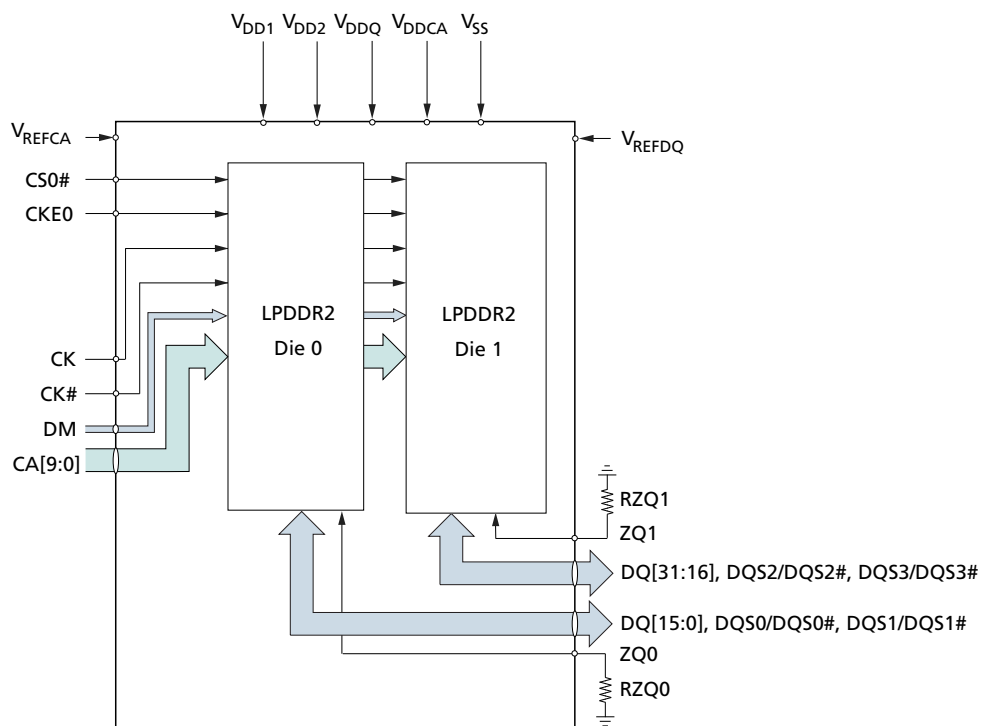 VDD1 VDD2 VDDQ VDDCA VSS
VREFCA
VREFDQ
CS0#
CKE0
LPDDR2
Die 0
LPDDR2
Die 1
CK
CK#
DM
CA[9:0]
RZQ1
ZQ1
DQ[31:16], DQS2/DQS2#, DQS3/DQS3#
DQ[15:0], DQS0/DQS0#, DQS1/DQS1#
ZQ0
RZQ0